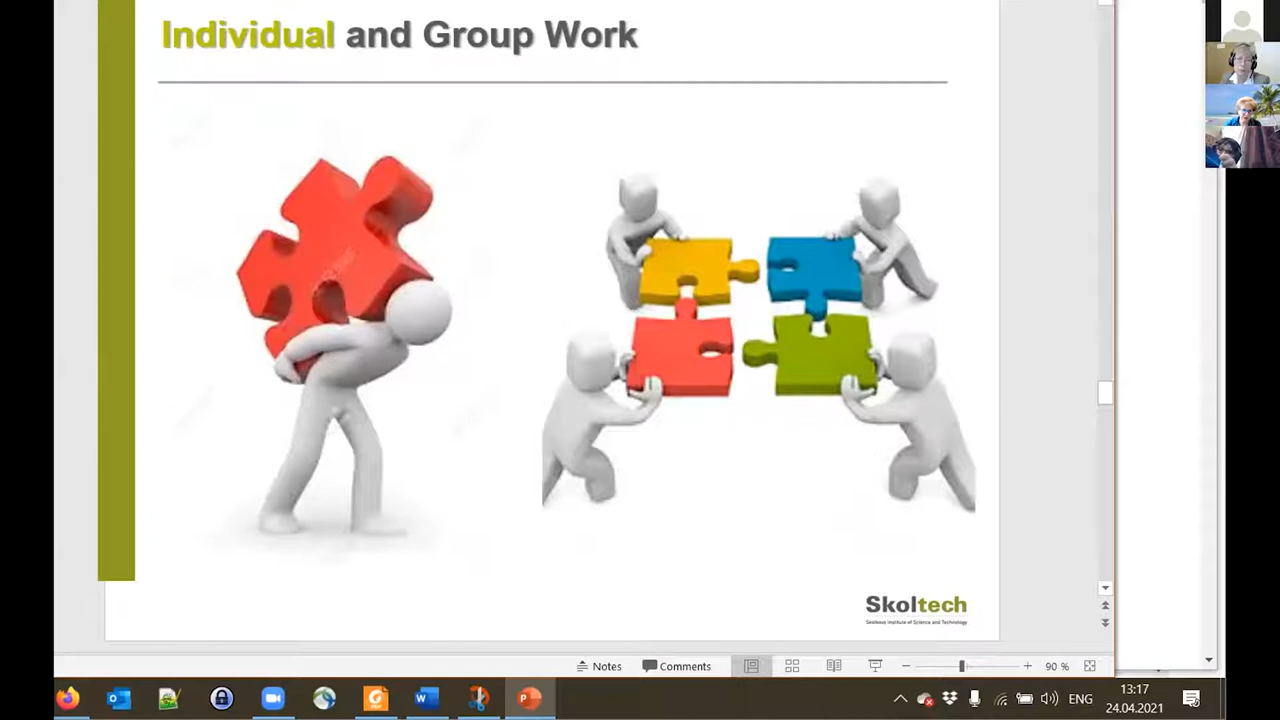 Individual and Group Work
Skoltech
Skolkovo Institute of Science and Technology
Notes
Comments
90 %
ENG
13:17
24.04.2021